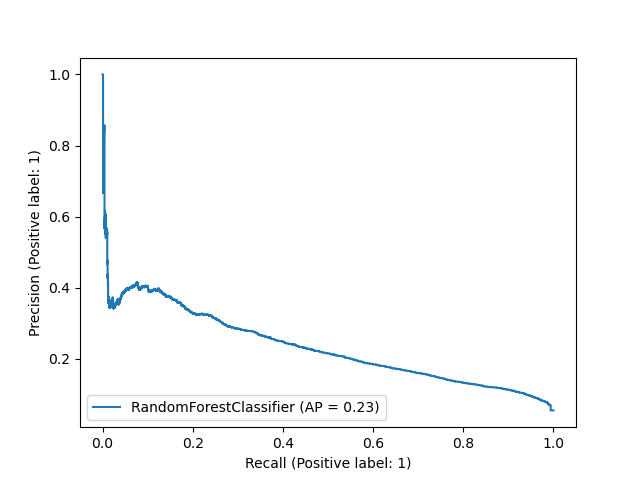 1.0
0.8
0.6
0.4
0.2
Precision (Positive label: 1)
RandomForestClassifier (AP = 0.23)
0.0 0.2 0.4 0.6 0.8 1.0
Recall (Positive label: 1)